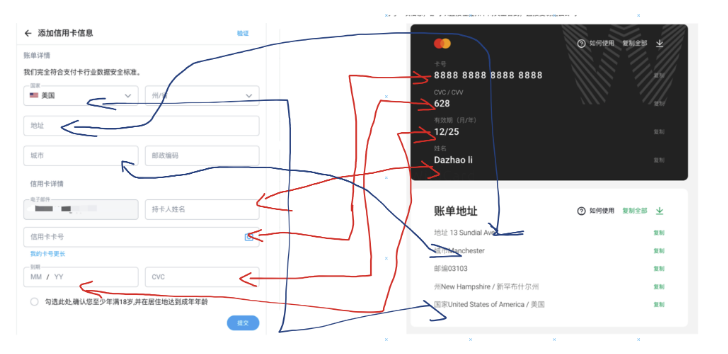 ← 添加信用卡信息
验证
账单详情
我们完全符合支付卡行业数据安全标准。
国家
美国
州/省
地址
城市
邮政编码
信用卡详情
电子邮件
持卡人姓名
信用卡卡号
我的卡号更长
到期
MM / YY
CVC
勾选此处,确认您至少年满18岁,并在居住地达到成年年龄
提交
如何使用 复制全部
卡号
8888 8888 8888 8888
复制
CVC / CVV
628
复制
有效期(月/年)
12/25
复制
姓名
Dazhao li
复制
账单地址
如何使用 复制全部
地址 13 Sundial Ave
复制
城市Manchester
复制
邮编03103
复制
州New Hampshire / 新罕布什尔州
复制
国家United States of America / 美国
复制